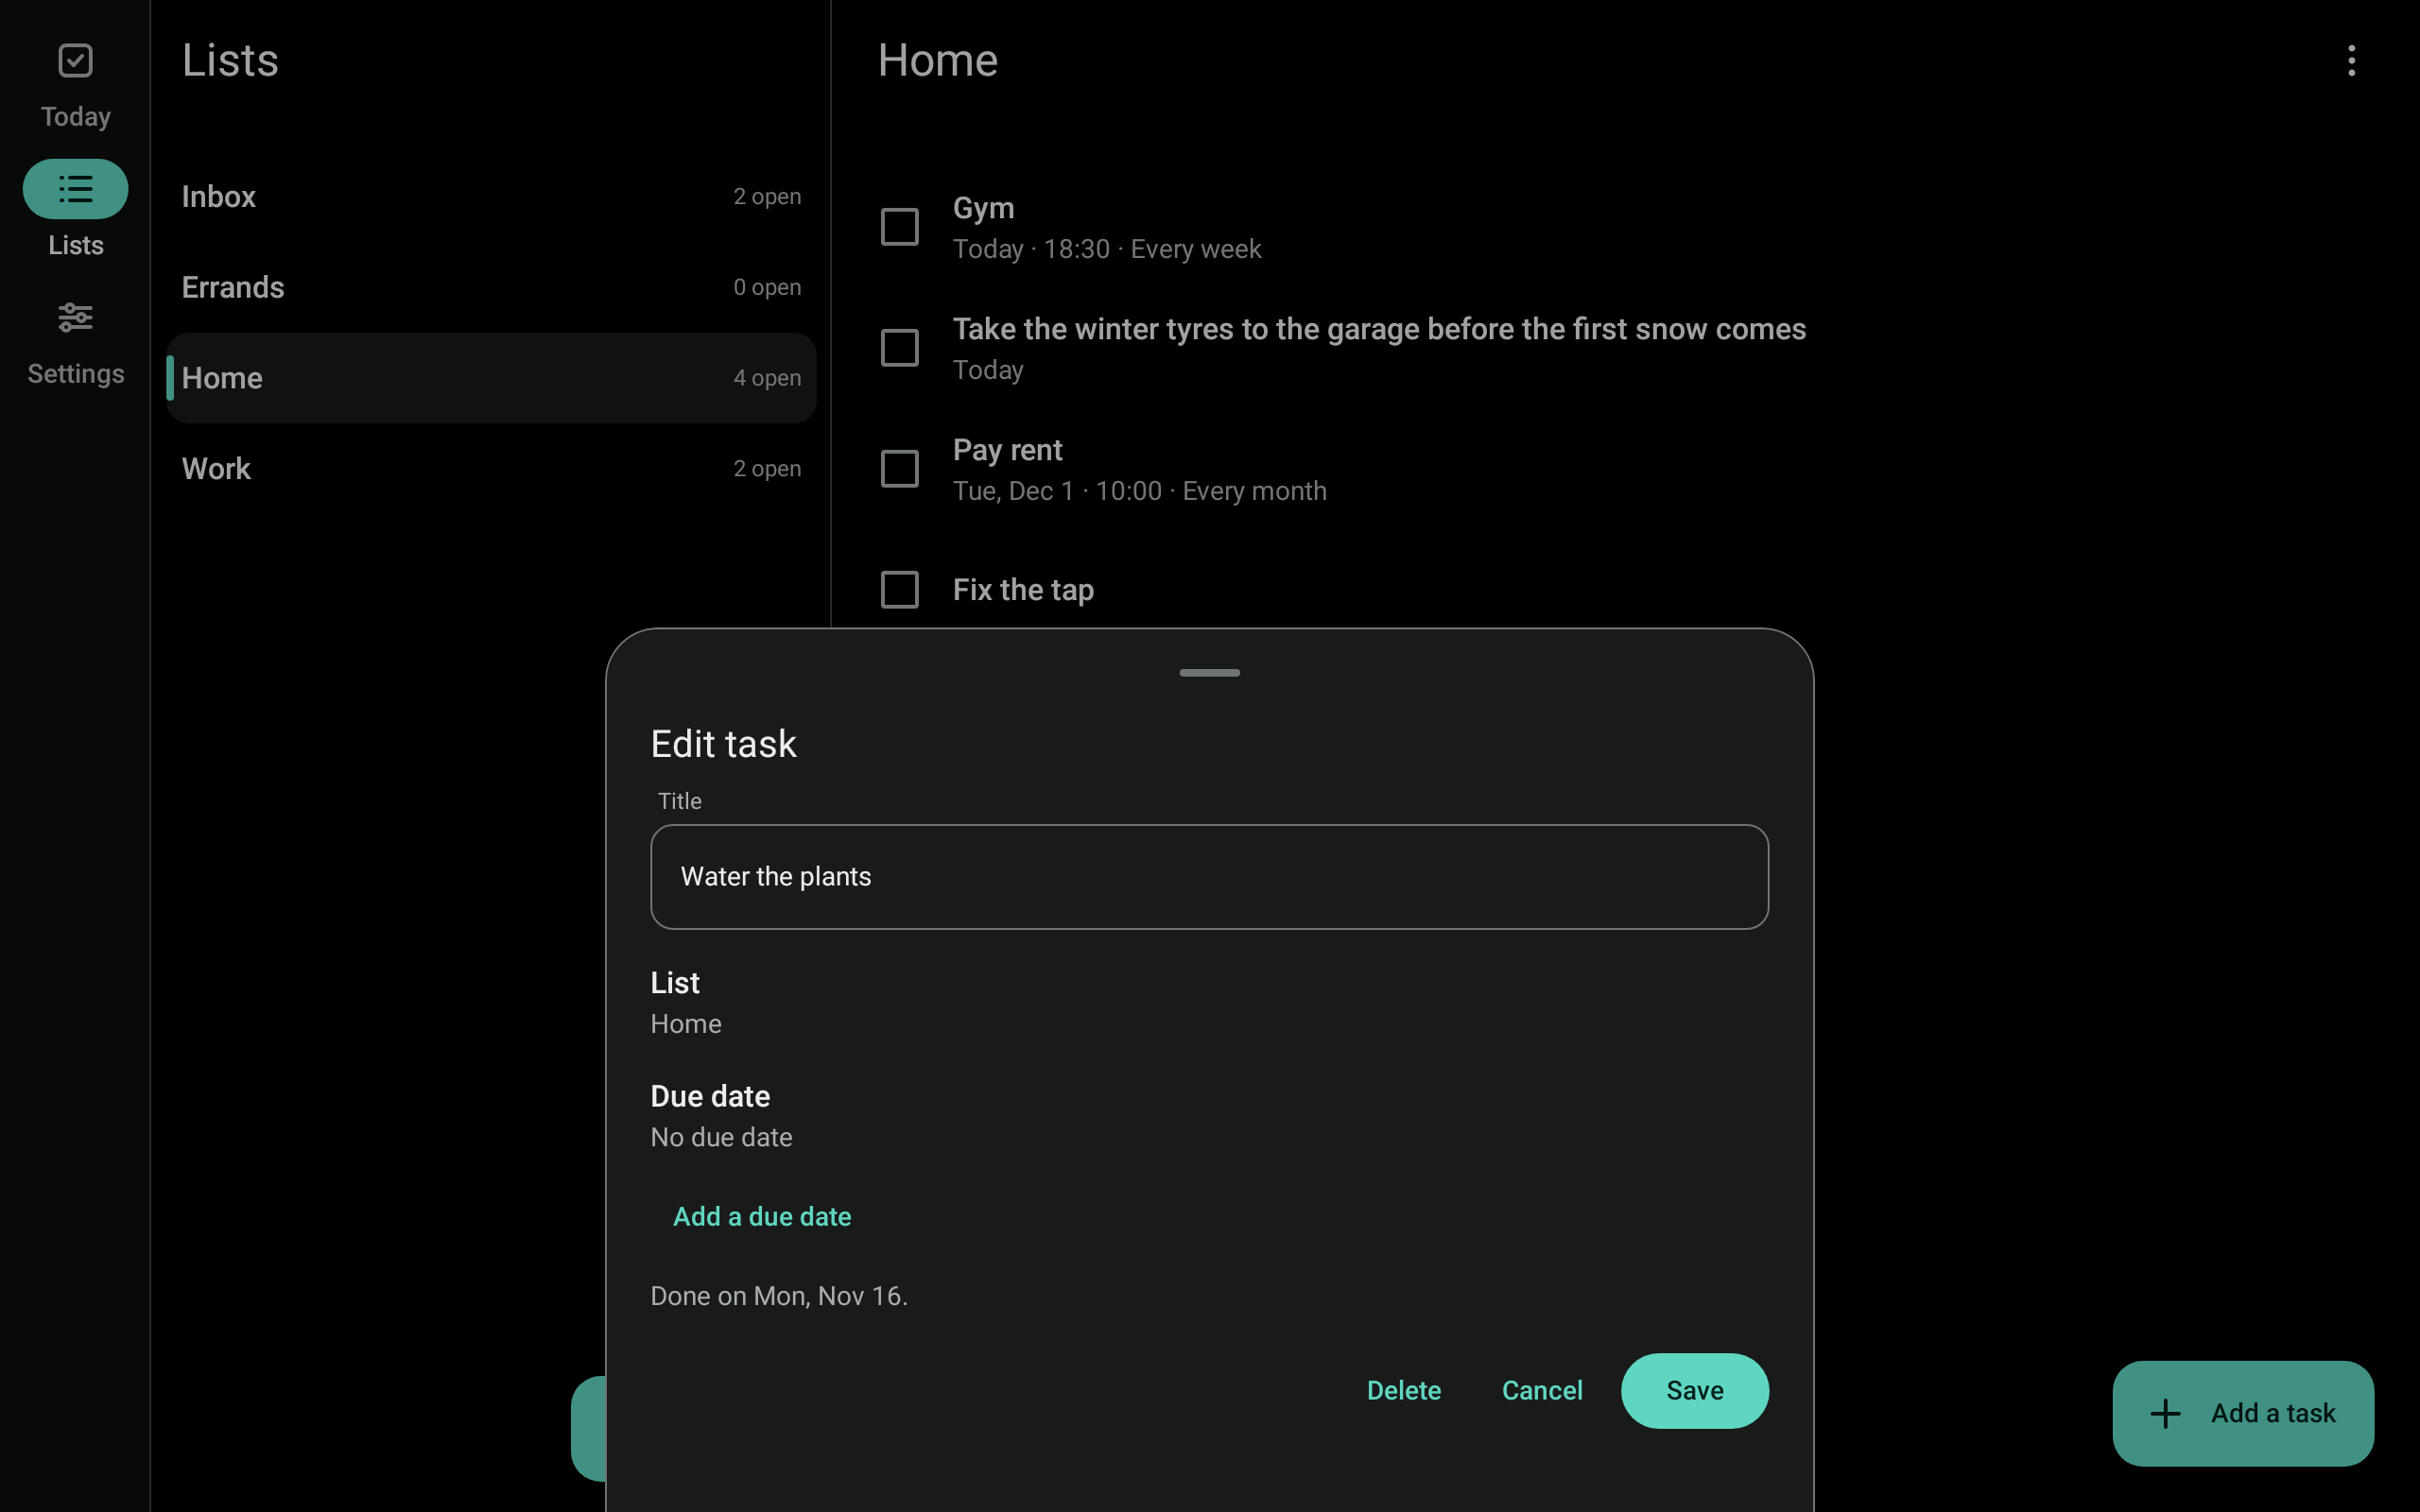 Today
Lists
Settings
Lists
Inbox
2 open
Errands
0 open
Home
4 open
Work
2 open
Home
Gym
Today · 18:30 · Every week
Take the winter tyres to the garage before the first snow comes
Today
Pay rent
Tue, Dec 1 · 10:00 · Every month
Fix the tap
Edit task
Title
Water the plants
List
Home
Due date
No due date
Add a due date
Done on Mon, Nov 16.
Delete
Cancel
Save
Add a task